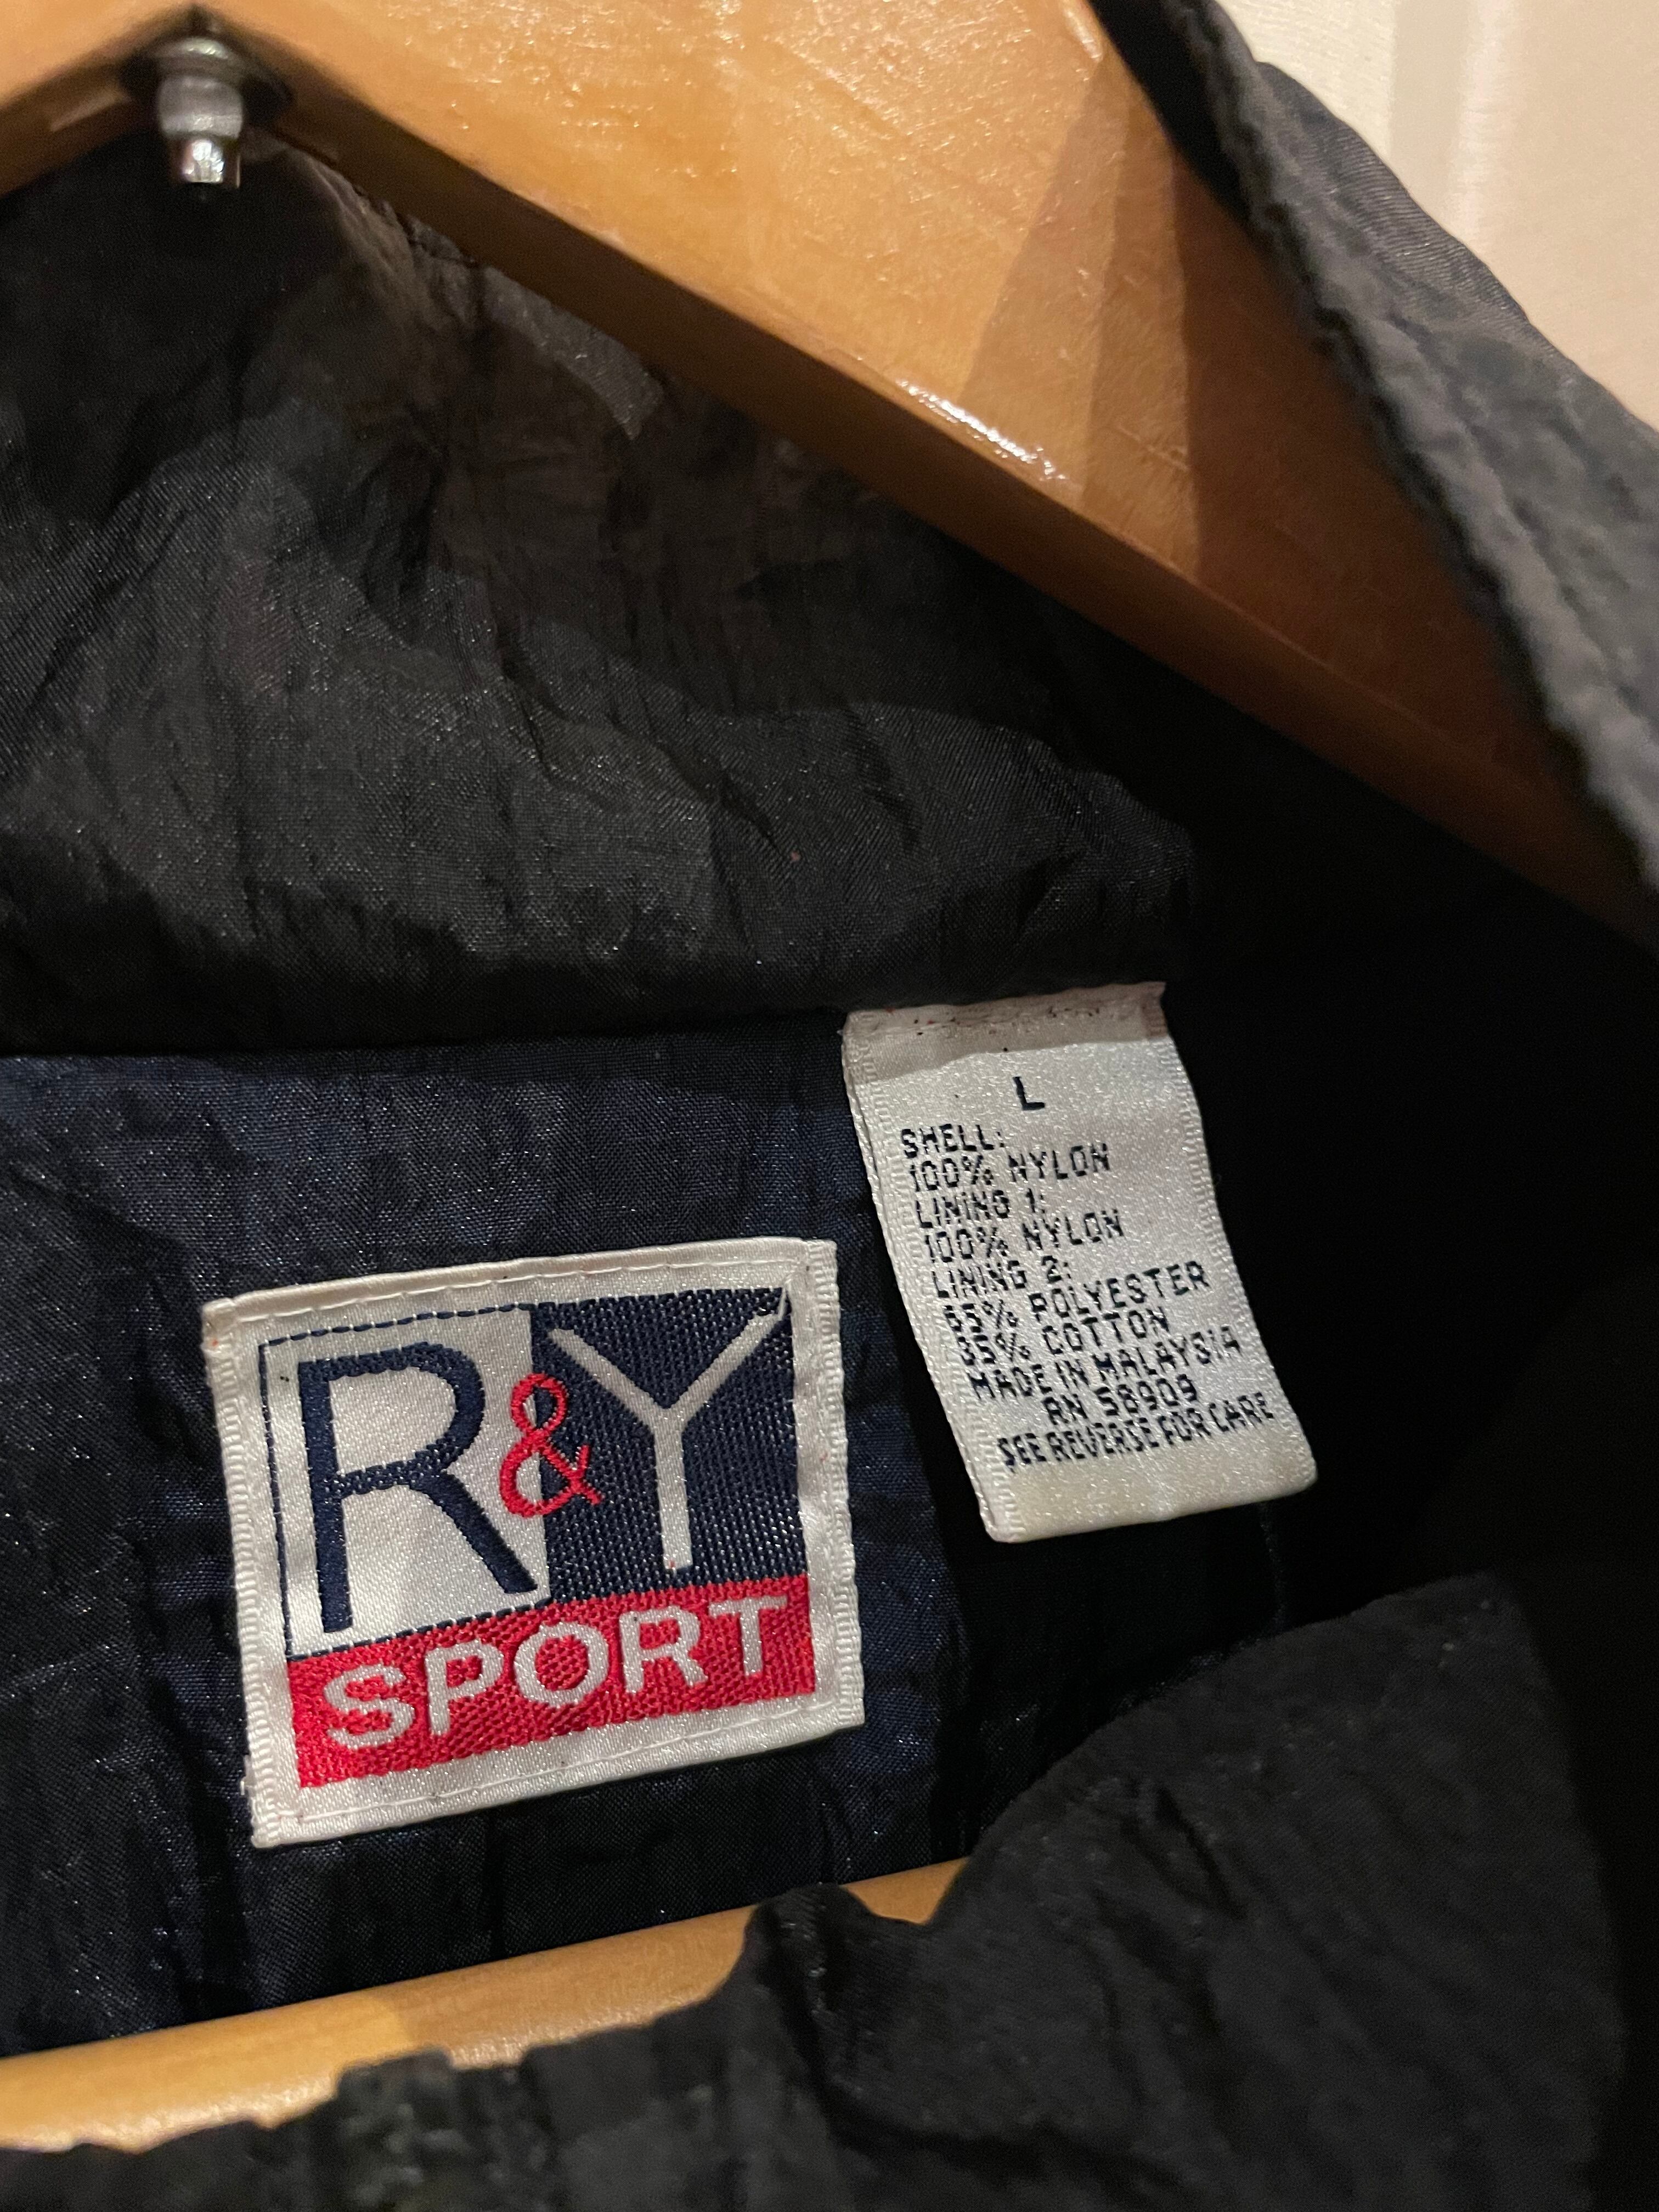 L
SHELL:
100% NYLON
LINING 1:
100% NYLON
LINING 2:
65% POLYESTER
35% COTTON
MADE IN MALAYSIA
RN 58909
SEE REVERSE FOR CARE
R&Y
SPORT